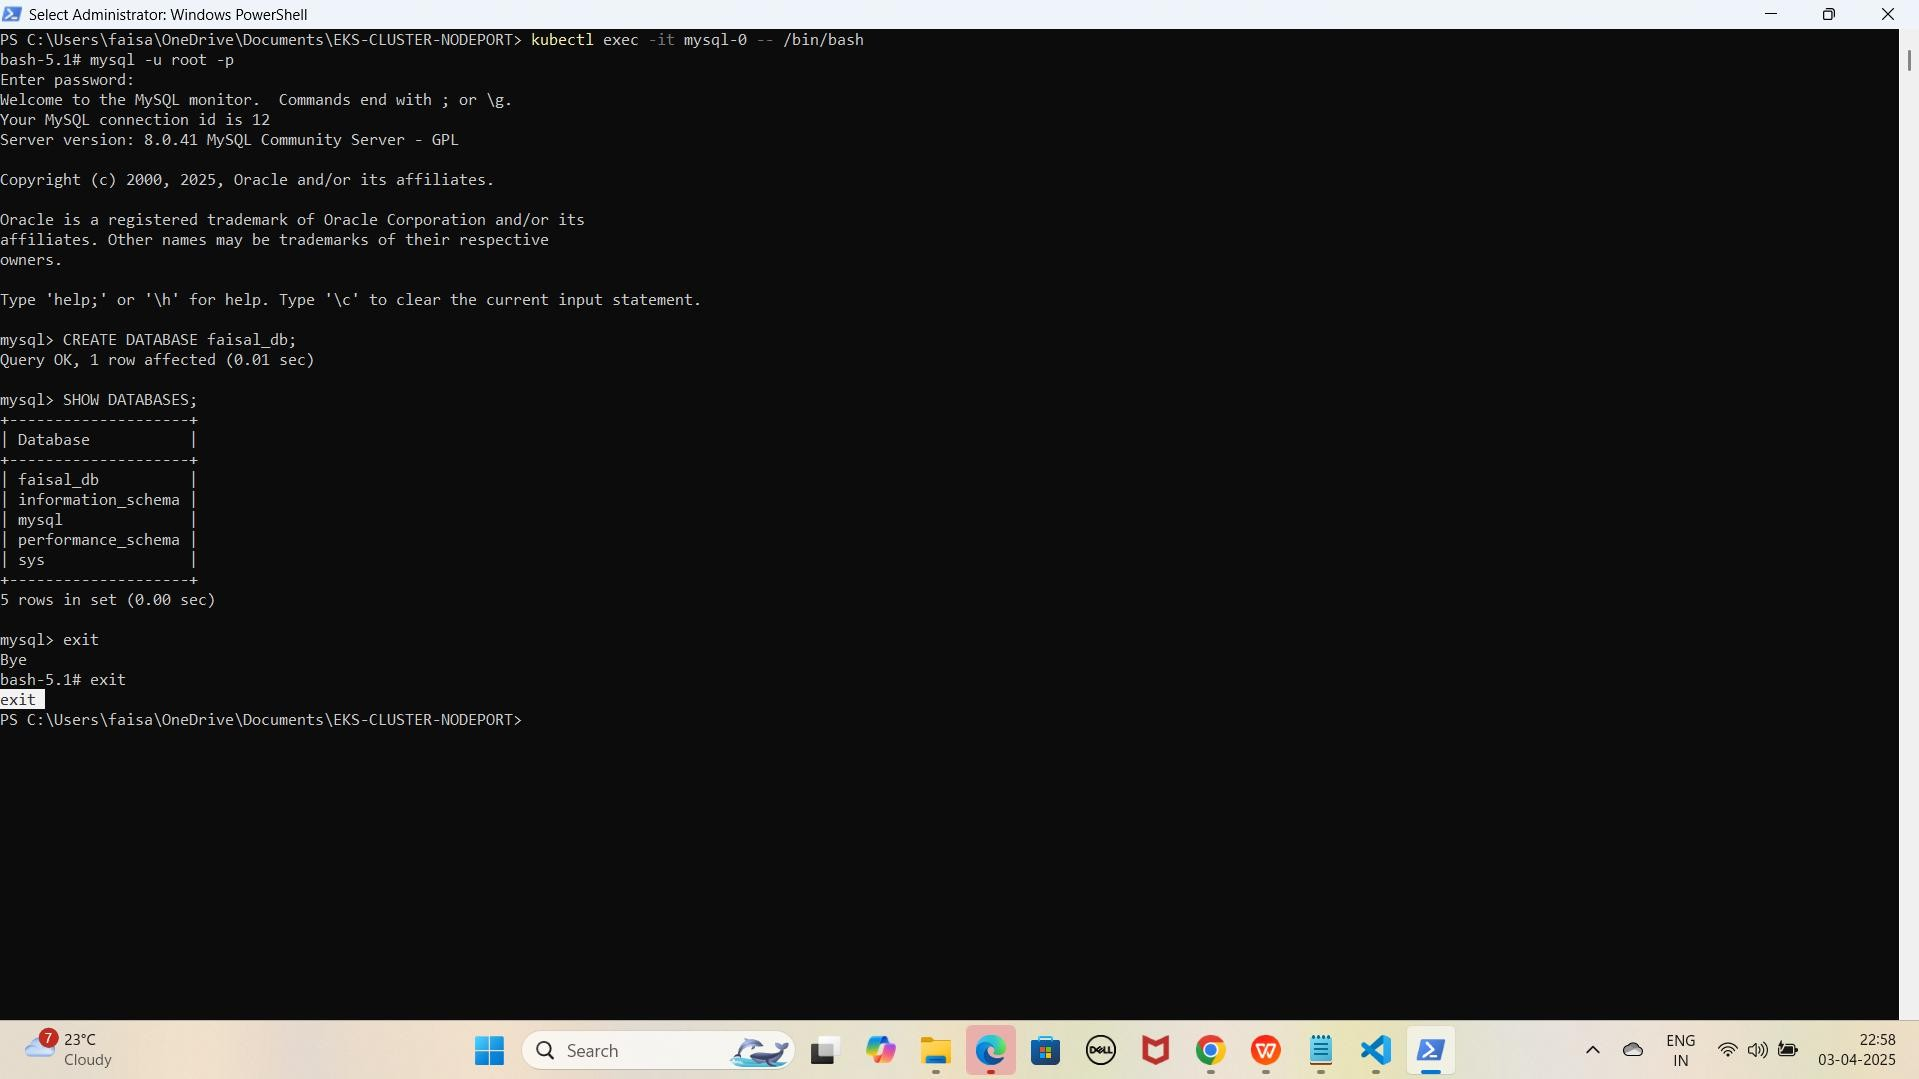 Select Administrator: Windows PowerShell
PS C:\Users\faisa\OneDrive\Documents\EKS-CLUSTER-NODEPORT> kubectl exec -it mysql-0 -- /bin/bash
bash-5.1# mysql -u root -p
Enter password:
Welcome to the MySQL monitor.  Commands end with ; or \g.
Your MySQL connection id is 12
Server version: 8.0.41 MySQL Community Server - GPL

Copyright (c) 2000, 2025, Oracle and/or its affiliates.

Oracle is a registered trademark of Oracle Corporation and/or its
affiliates. Other names may be trademarks of their respective
owners.

Type 'help;' or '\h' for help. Type '\c' to clear the current input statement.

mysql> CREATE DATABASE faisal_db;
Query OK, 1 row affected (0.01 sec)

mysql> SHOW DATABASES;
+--------------------+
| Database           |
+--------------------+
| faisal_db          |
| information_schema |
| mysql              |
| performance_schema |
| sys                |
+--------------------+
5 rows in set (0.00 sec)

mysql> exit
Bye
bash-5.1# exit
exit
PS C:\Users\faisa\OneDrive\Documents\EKS-CLUSTER-NODEPORT>
7
23°C
Cloudy
Search
DELL
W
ENG
IN
22:58
03-04-2025